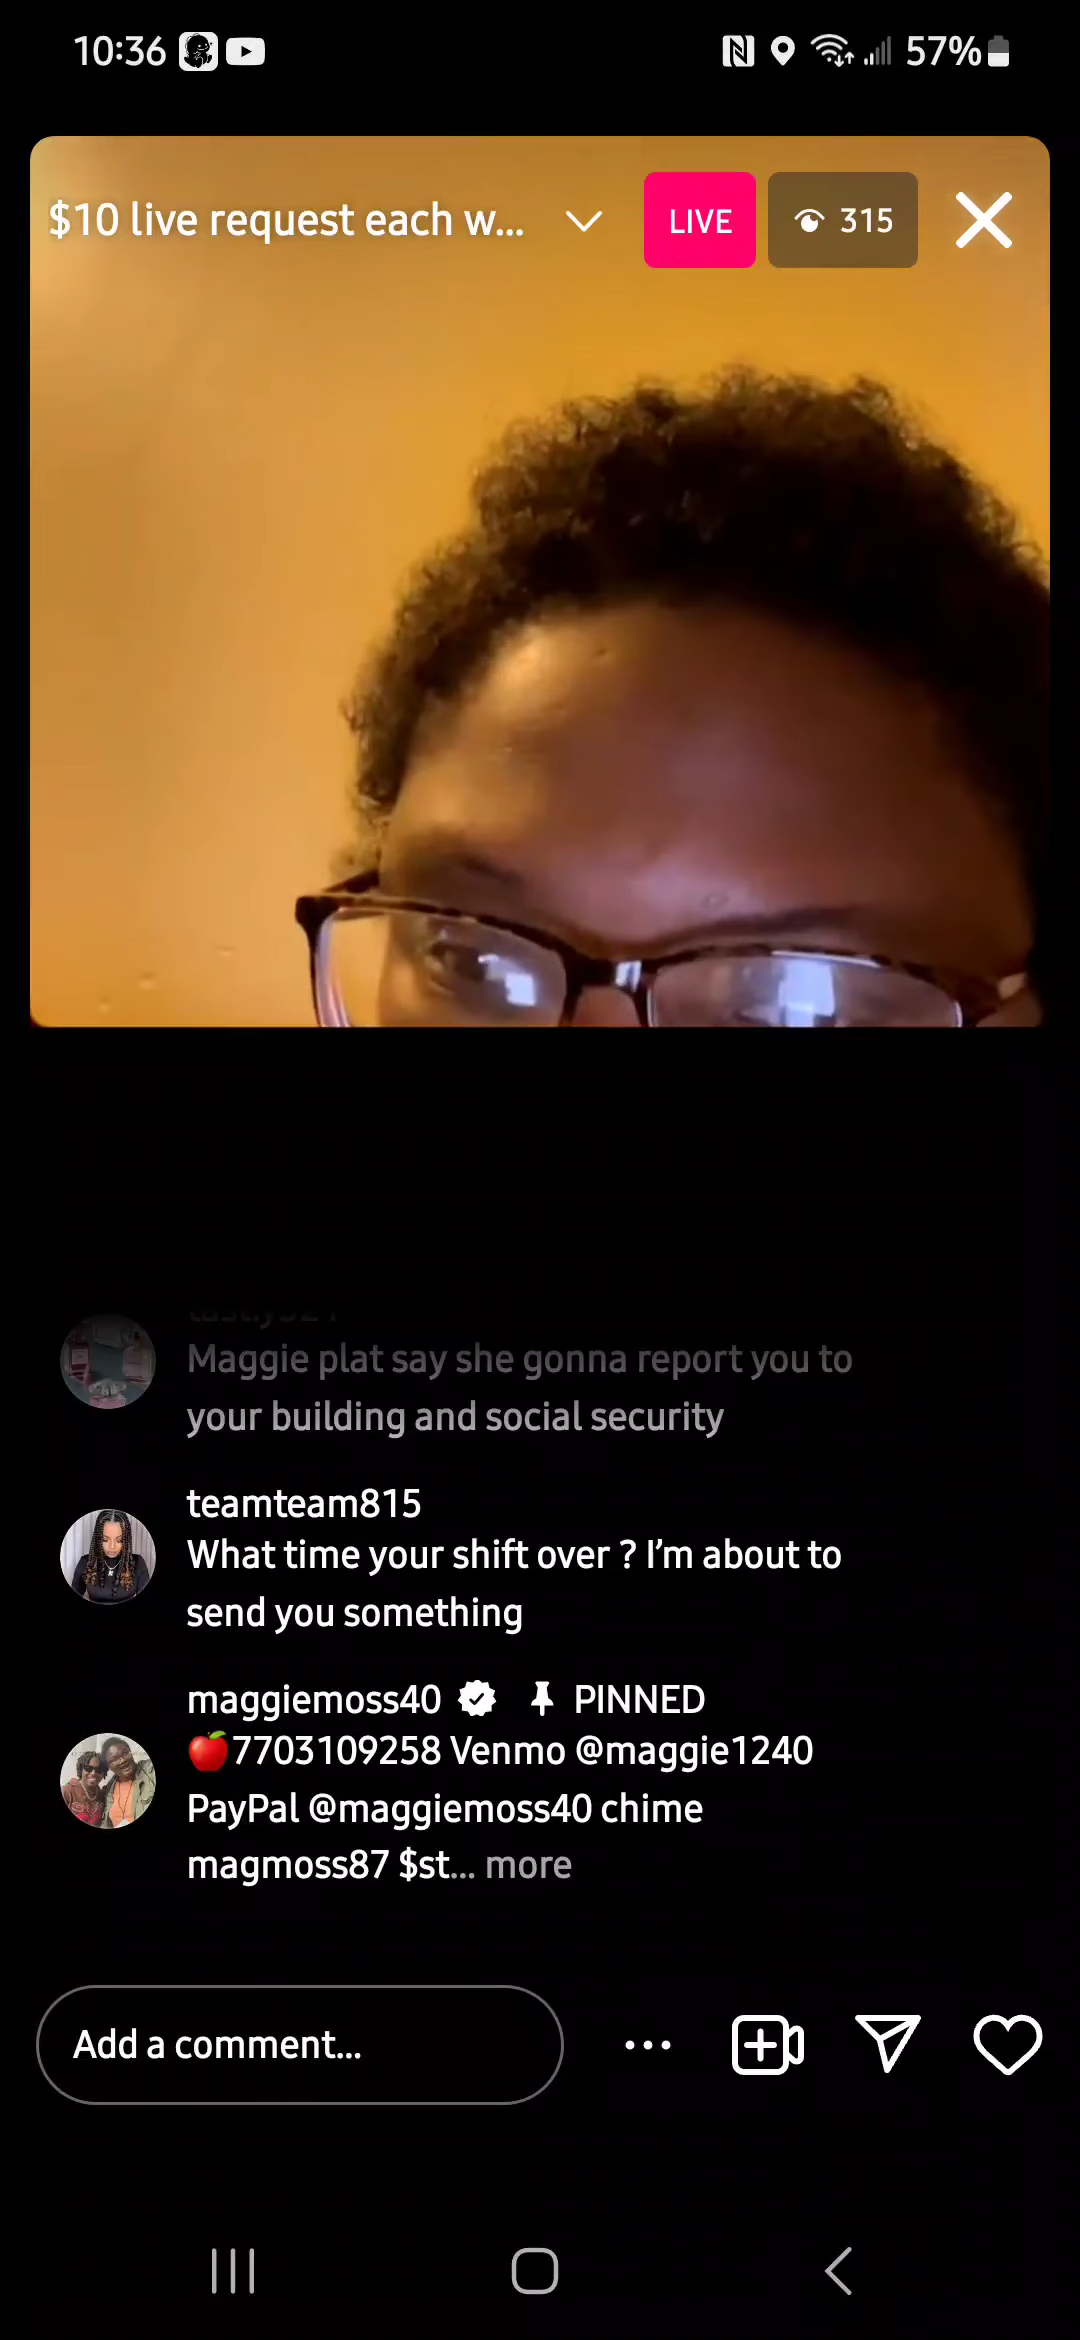 10:36 57%
$10 live request each w... LIVE 315
Maggie plat say she gonna report you to
your building and social security
teamteam815
What time your shift over ? I'm about to
send you something
maggiemoss40 PINNED
🍎7703109258 Venmo @maggie1240
PayPal @maggiemoss40 chime
magmoss87 $st... more
Add a comment...